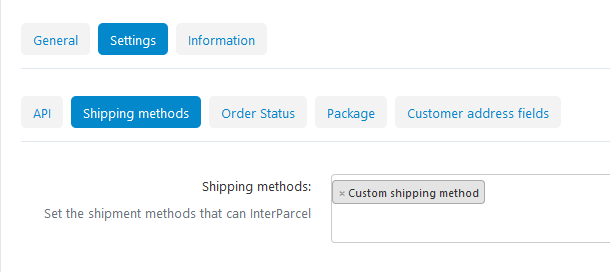 General Settings Information
API Shipping methods Order Status Package Customer address fields
Shipping methods:
× Custom shipping method
Set the shipment methods that can InterParcel